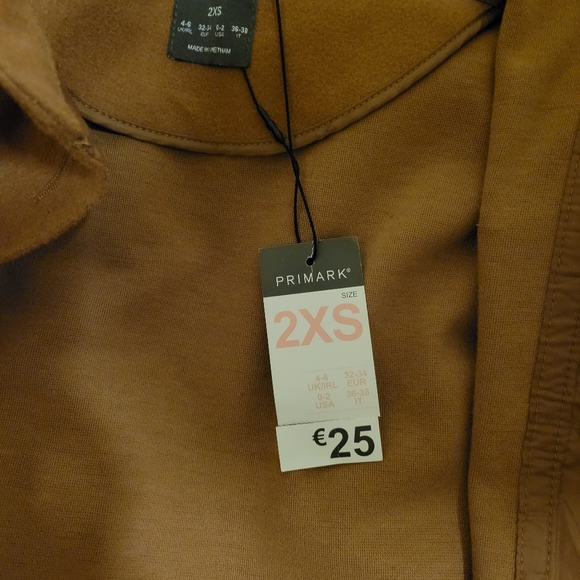 2XS
4-6 32-34 0-2 36-38
UK/IRL EUR USA IT
MADE IN VIETNAM
PRIMARK®
SIZE
2XS
4-6 32-34
UK/IRL EUR
0-2 36-38
USA IT
€25